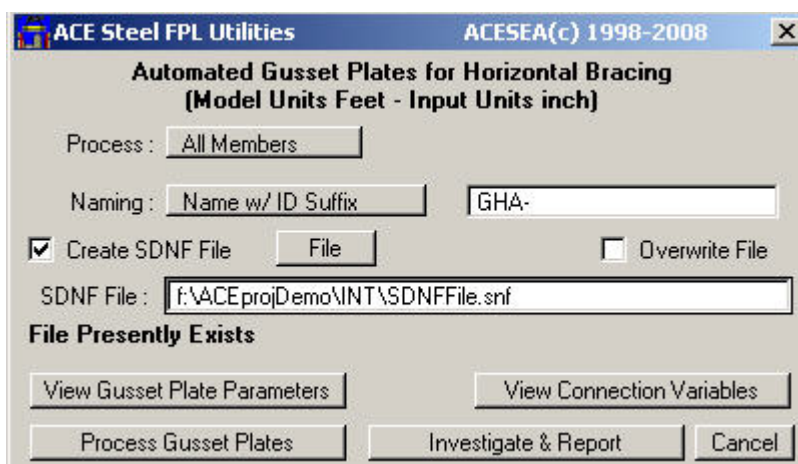 ACE Steel FPL Utilities ACESEA(c) 1998-2008
Automated Gusset Plates for Horizontal Bracing
(Model Units Feet - Input Units inch)
Process : All Members
Naming : Name w/ ID Suffix GHA-
Create SDNF File File Overwrite File
SDNF File : f:\ACEprojDemo\INT\SDNFFile.snf
File Presently Exists
View Gusset Plate Parameters View Connection Variables
Process Gusset Plates Investigate & Report Cancel